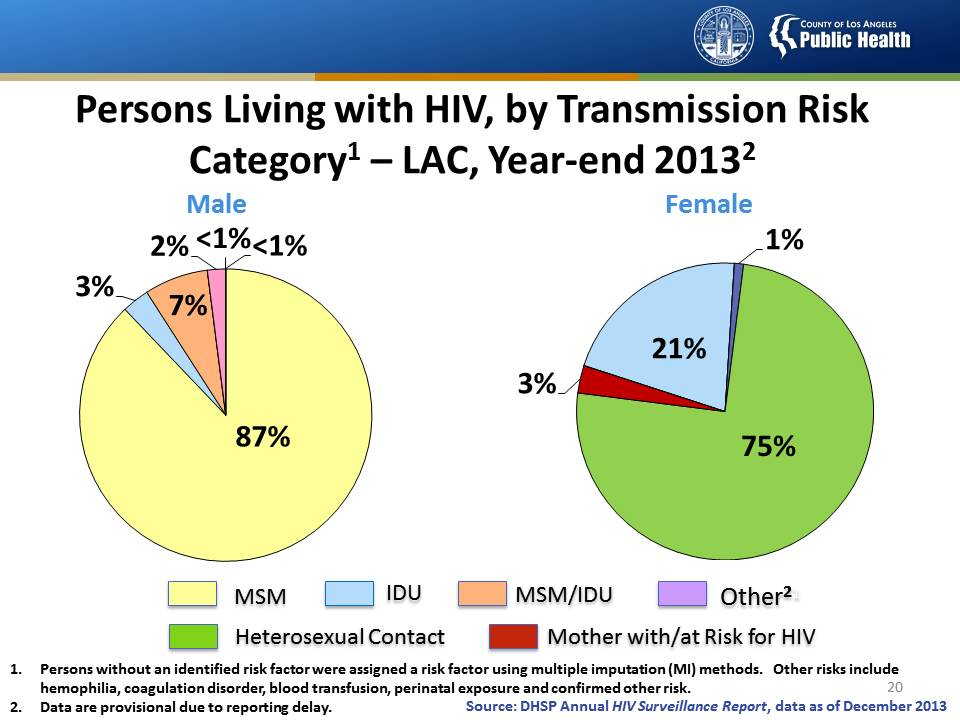 COUNTY OF LOS ANGELES
Public Health
Persons Living with HIV, by Transmission Risk
Category¹ – LAC, Year-end 2013²
Male
Female
2%
<1%
<1%
1%
3%
7%
21%
3%
87%
75%
MSM
IDU
MSM/IDU
Other²
Heterosexual Contact
Mother with/at Risk for HIV
1. Persons without an identified risk factor were assigned a risk factor using multiple imputation (MI) methods. Other risks include
hemophilia, coagulation disorder, blood transfusion, perinatal exposure and confirmed other risk.
20
2. Data are provisional due to reporting delay.
Source: DHSP Annual HIV Surveillance Report, data as of December 2013